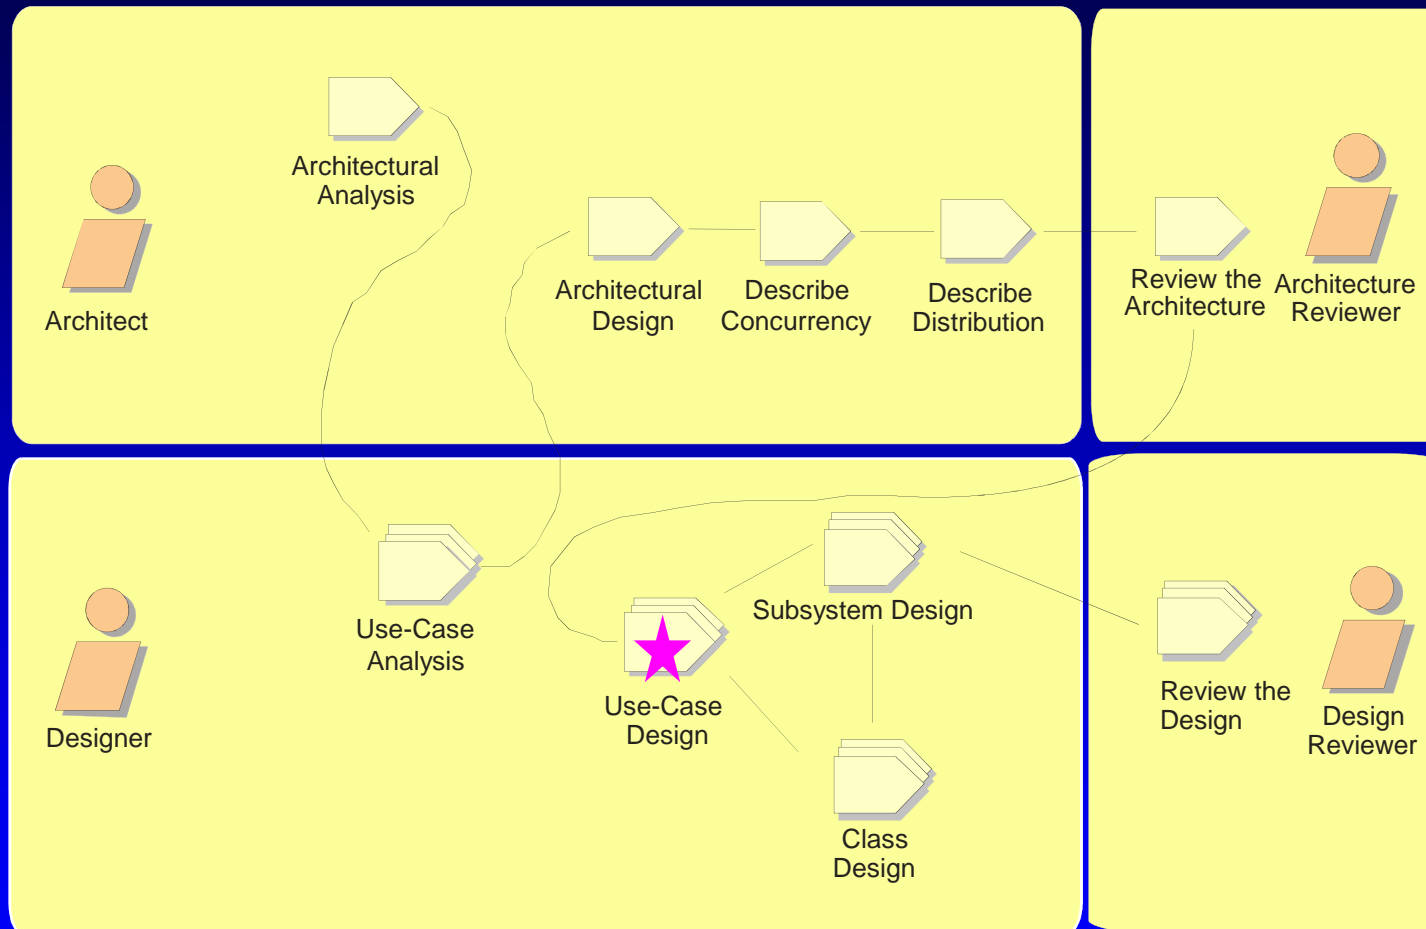 Architectural
Analysis
Architect
Architectural
Design
Describe
Concurrency
Describe
Distribution
Review the
Architecture
Architecture
Reviewer
Designer
Use-Case
Analysis
Use-Case
Design
Subsystem Design
Class
Design
Review the
Design
Design
Reviewer